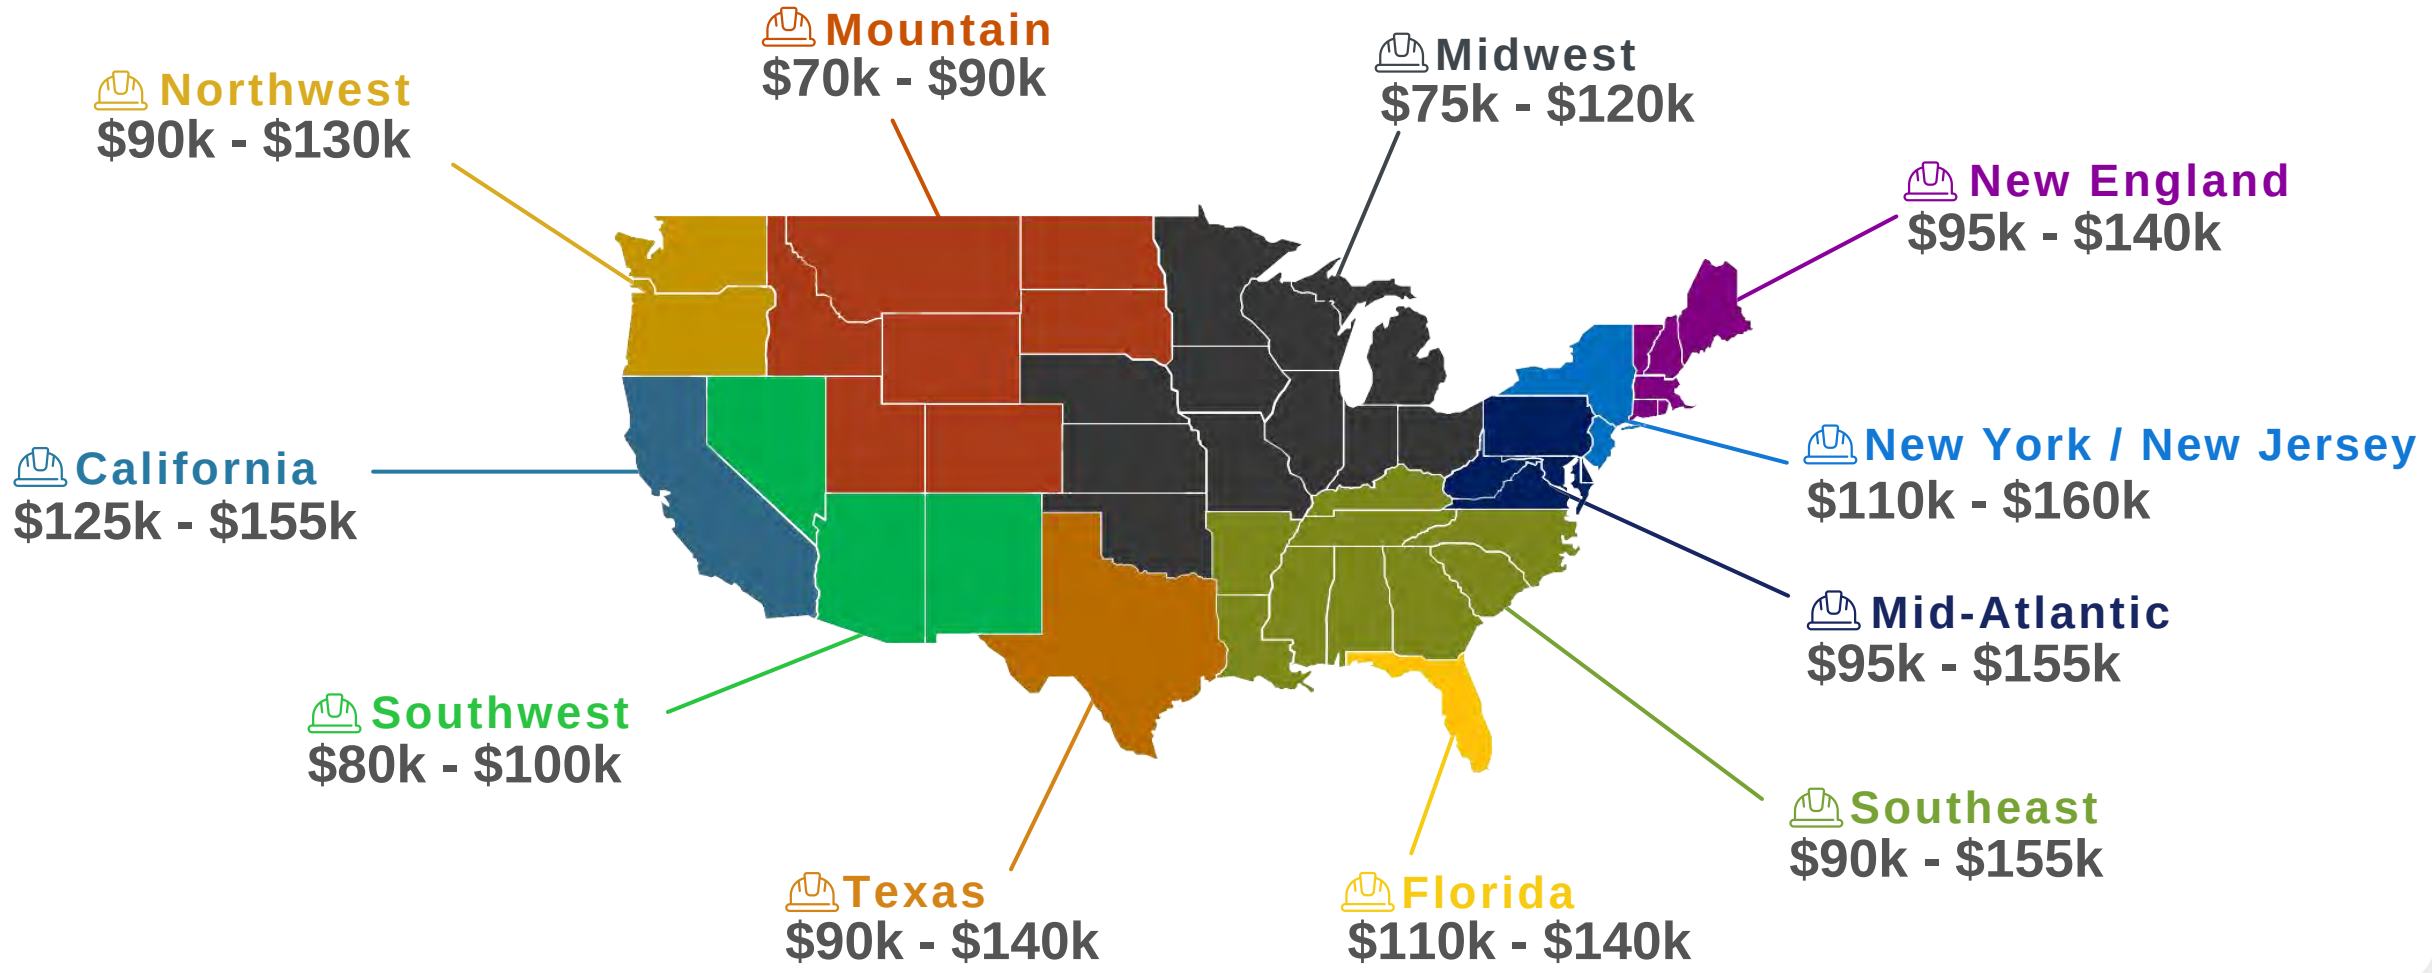 Mountain
$70k - $90k
Midwest
$75k - $120k
Northwest
$90k - $130k
New England
$95k - $140k
California
$125k - $155k
New York / New Jersey
$110k - $160k
Mid-Atlantic
$95k - $155k
Southwest
$80k - $100k
Southeast
$90k - $155k
Texas
$90k - $140k
Florida
$110k - $140k